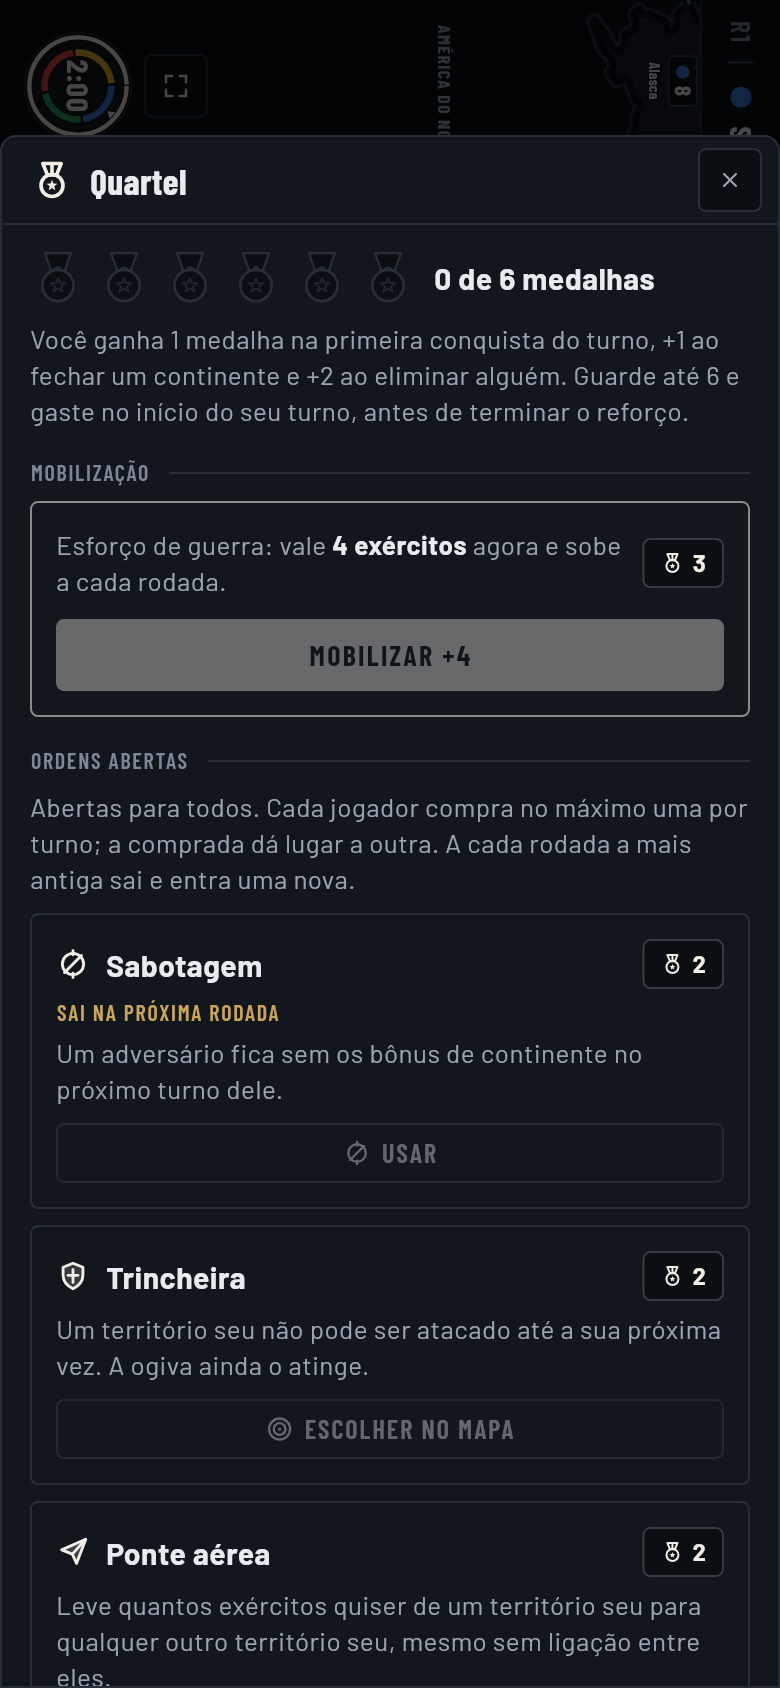 2:00
AMÉRICA DO NO
Alasca
8
R1
S
Quartel
0 de 6 medalhas
Você ganha 1 medalha na primeira conquista do turno, +1 ao
fechar um continente e +2 ao eliminar alguém. Guarde até 6 e
gaste no início do seu turno, antes de terminar o reforço.
MOBILIZAÇÃO
Esforço de guerra: vale 4 exércitos agora e sobe
a cada rodada.
3
MOBILIZAR +4
ORDENS ABERTAS
Abertas para todos. Cada jogador compra no máximo uma por
turno; a comprada dá lugar a outra. A cada rodada a mais
antiga sai e entra uma nova.
Sabotagem
2
SAI NA PRÓXIMA RODADA
Um adversário fica sem os bônus de continente no
próximo turno dele.
USAR
Trincheira
2
Um território seu não pode ser atacado até a sua próxima
vez. A ogiva ainda o atinge.
ESCOLHER NO MAPA
Ponte aérea
2
Leve quantos exércitos quiser de um território seu para
qualquer outro território seu, mesmo sem ligação entre
eles.